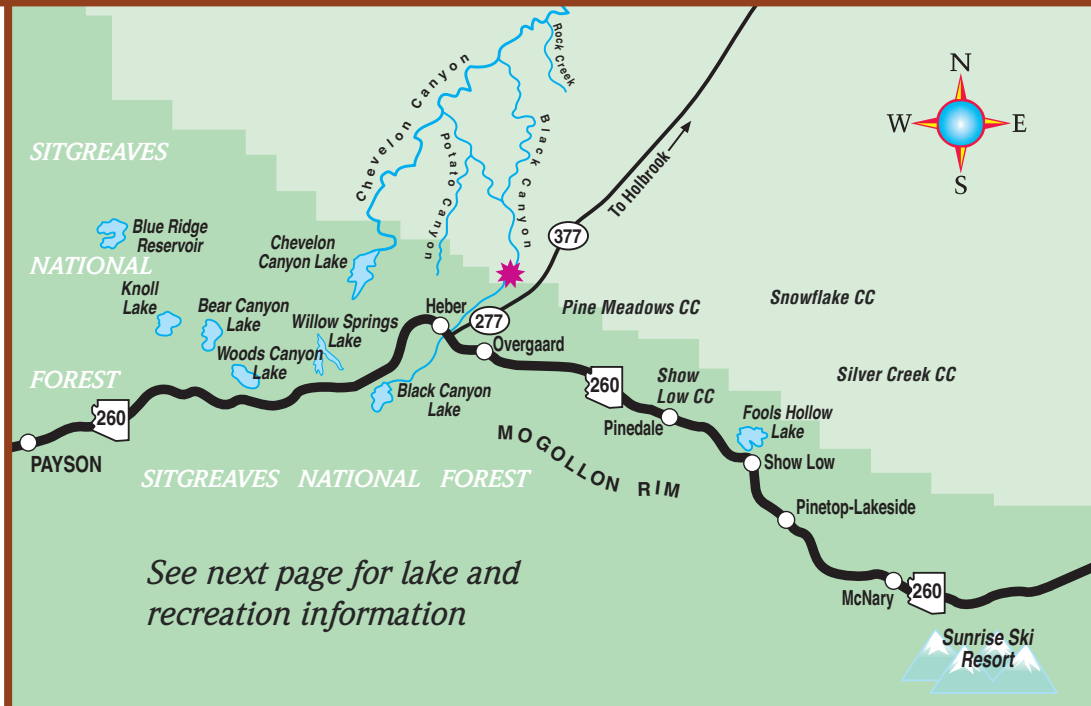 Rock Creek
Chevelon Canyon
Potato Canyon
Black Canyon
N
W
E
S
To Holbrook
SITGREAVES
NATIONAL
FOREST
Blue Ridge
Reservoir
Chevelon
Canyon Lake
377
Knoll
Lake
Bear Canyon
Lake
Willow Springs
Lake
Woods Canyon
Lake
Heber
277
Overgaard
Pine Meadows CC
Snowflake CC
Silver Creek CC
260
PAYSON
Black Canyon
Lake
260
Show
Low CC
Pinedale
Fools Hollow
Lake
Show Low
MOGOLLON RIM
SITGREAVES NATIONAL FOREST
Pinetop-Lakeside
McNary
260
Sunrise Ski
Resort
See next page for lake and
recreation information